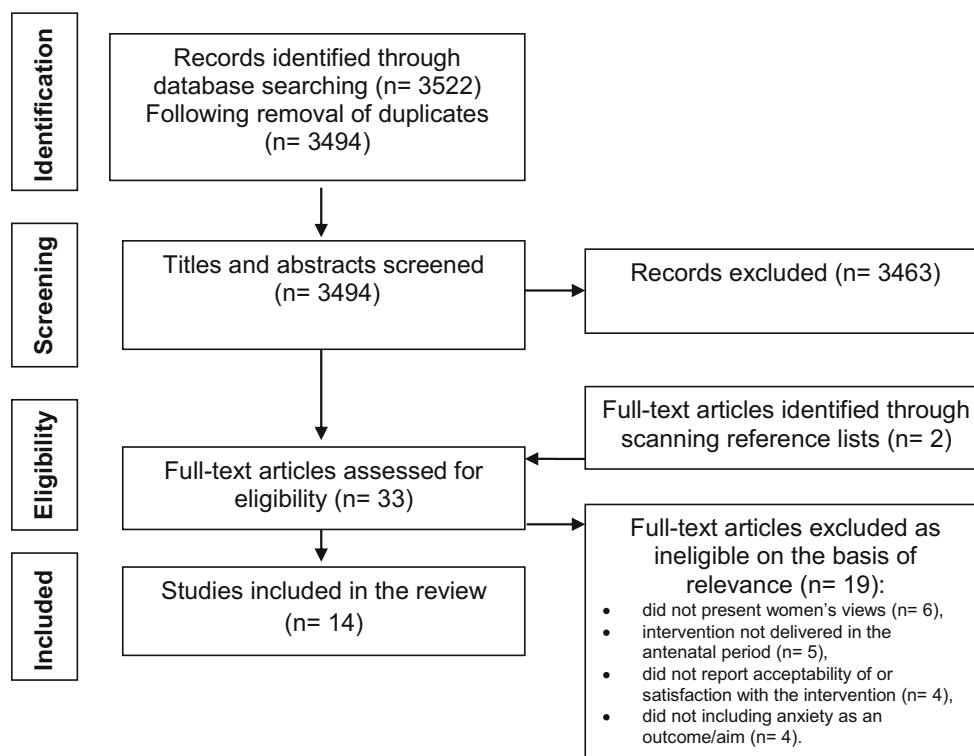 Identification
Records identified through
database searching (n= 3522)
Following removal of duplicates
(n= 3494)
Screening
Titles and abstracts screened
(n= 3494)
Records excluded (n= 3463)
Eligibility
Full-text articles identified through
scanning reference lists (n= 2)
Full-text articles assessed for
eligibility (n= 33)
Full-text articles excluded as
ineligible on the basis of
relevance (n= 19):
• did not present women’s views (n= 6),
• intervention not delivered in the
antenatal period (n= 5),
• did not report acceptability of or
satisfaction with the intervention (n= 4),
• did not including anxiety as an
outcome/aim (n= 4).
Included
Studies included in the review
(n= 14)